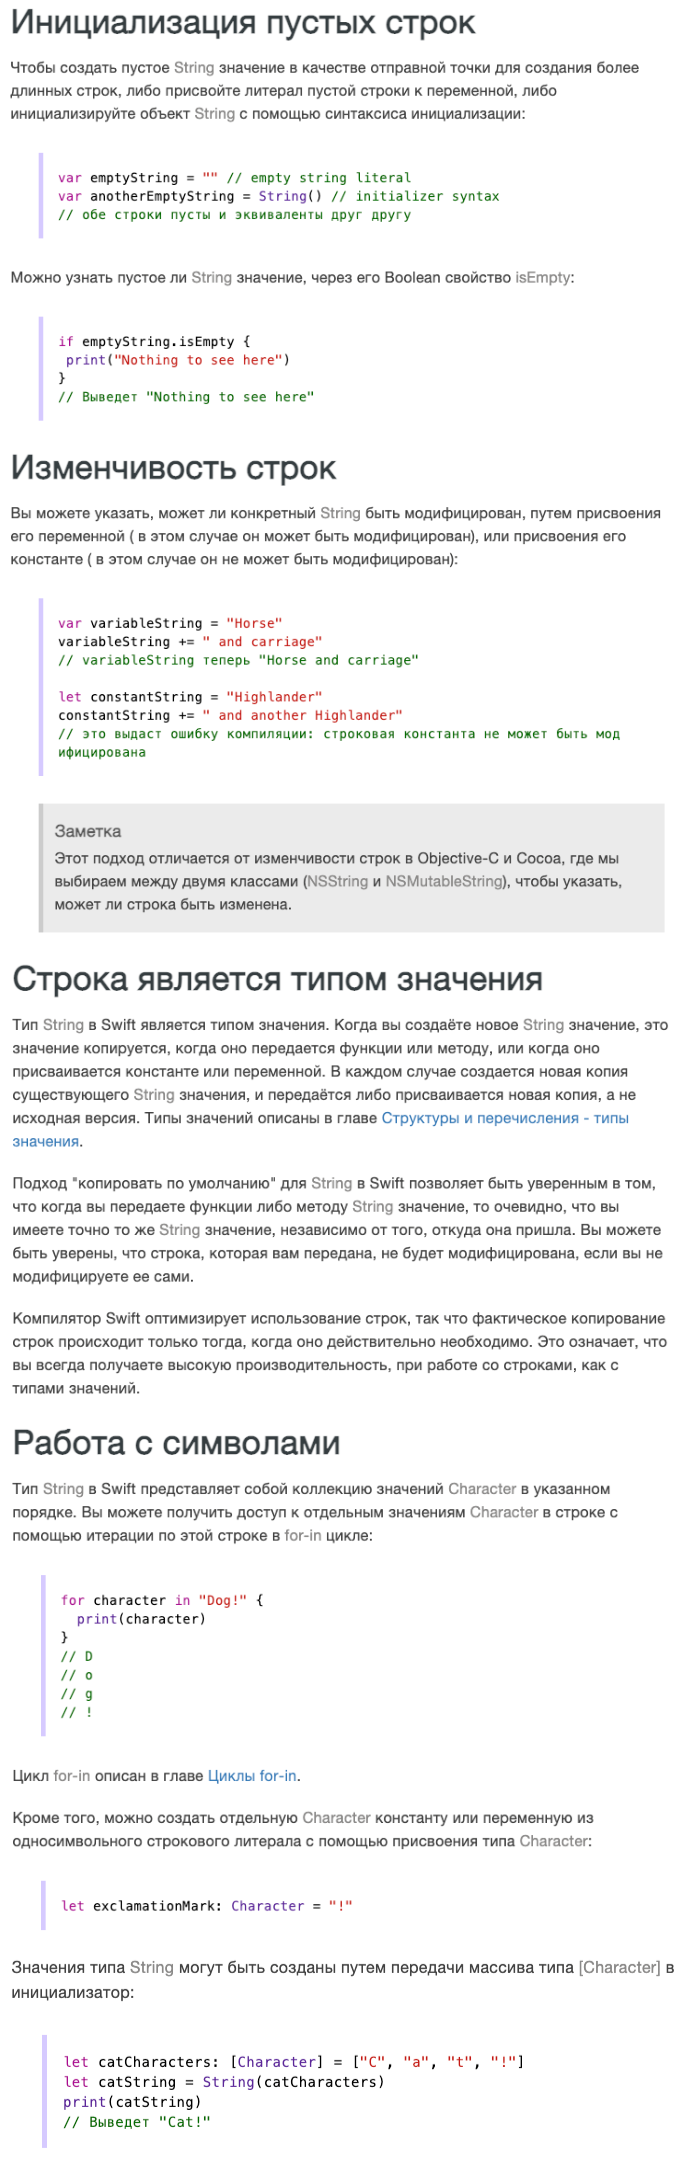 Инициализация пустых строк
Чтобы создать пустое String значение в качестве отправной точки для создания более
длинных строк, либо присвойте литерал пустой строки к переменной, либо
инициализируйте объект String с помощью синтаксиса инициализации:
var emptyString = "" // empty string literal
var anotherEmptyString = String() // initializer syntax
// обе строки пусты и эквиваленты друг другу
Можно узнать пустое ли String значение, через его Boolean свойство isEmpty:
if emptyString.isEmpty {
 print("Nothing to see here")
}
// Выведет "Nothing to see here"
Изменчивость строк
Вы можете указать, может ли конкретный String быть модифицирован, путем присвоения
его переменной ( в этом случае он может быть модифицирован), или присвоения его
константе ( в этом случае он не может быть модифицирован):
var variableString = "Horse"
variableString += " and carriage"
// variableString теперь "Horse and carriage"
let constantString = "Highlander"
constantString += " and another Highlander"
// это выдаст ошибку компиляции: строковая константа не может быть мод
ифицирована
Заметка
Этот подход отличается от изменчивости строк в Objective-C и Cocoa, где мы
выбираем между двумя классами (NSString и NSMutableString), чтобы указать,
может ли строка быть изменена.
Строка является типом значения
Тип String в Swift является типом значения. Когда вы создаёте новое String значение, это
значение копируется, когда оно передается функции или методу, или когда оно
присваивается константе или переменной. В каждом случае создается новая копия
существующего String значения, и передаётся либо присваивается новая копия, а не
исходная версия. Типы значений описаны в главе Структуры и перечисления - типы
значения.
Подход "копировать по умолчанию" для String в Swift позволяет быть уверенным в том,
что когда вы передаете функции либо методу String значение, то очевидно, что вы
имеете точно то же String значение, независимо от того, откуда она пришла. Вы можете
быть уверены, что строка, которая вам передана, не будет модифицирована, если вы не
модифицируете ее сами.
Компилятор Swift оптимизирует использование строк, так что фактическое копирование
строк происходит только тогда, когда оно действительно необходимо. Это означает, что
вы всегда получаете высокую производительность, при работе со строками, как с
типами значений.
Работа с символами
Тип String в Swift представляет собой коллекцию значений Character в указанном
порядке. Вы можете получить доступ к отдельным значениям Character в строке с
помощью итерации по этой строке в for-in цикле:
for character in "Dog!" {
  print(character)
}
// D
// o
// g
// !
Цикл for-in описан в главе Циклы for-in.
Кроме того, можно создать отдельную Character константу или переменную из
односимвольного строкового литерала с помощью присвоения типа Character:
let exclamationMark: Character = "!"
Значения типа String могут быть созданы путем передачи массива типа [Character] в
инициализатор:
let catCharacters: [Character] = ["C", "a", "t", "!"]
let catString = String(catCharacters)
print(catString)
// Выведет "Cat!"